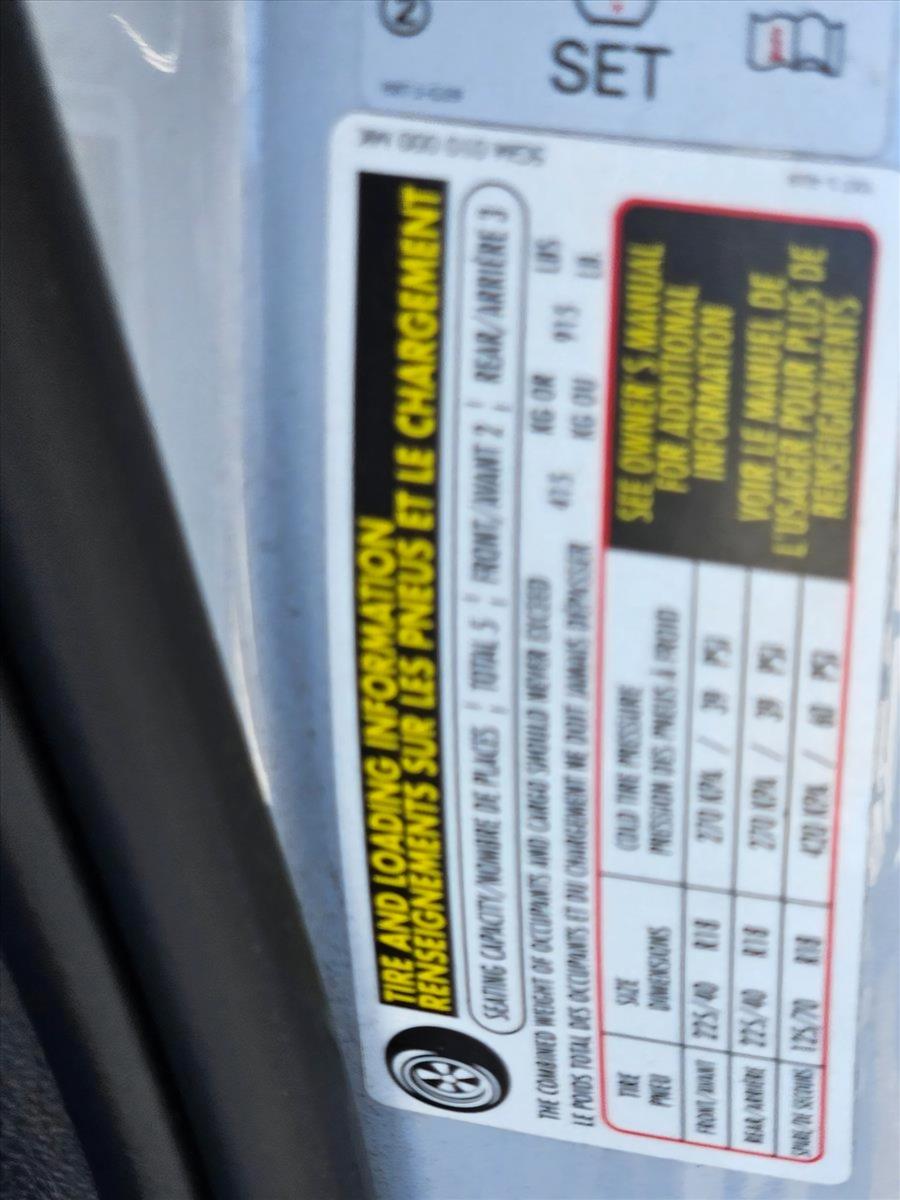 SET
TIRE AND LOADING INFORMATION
RENSEIGNEMENTS SUR LES PNEUS ET LE CHARGEMENT
SEATING CAPACITY/NOMBRE DE PLACES | TOTAL 5 | FRONT/AVANT 2 | REAR/ARRIÈRE 3
THE COMBINED WEIGHT OF OCCUPANTS AND CARGO SHOULD NEVER EXCEED 415 KG OR 915 LBS
LE POIDS TOTAL DES OCCUPANTS ET DU CHARGEMENT NE DOIT JAMAIS DÉPASSER KG OU LB.
TIRE SIZE COLD TIRE PRESSURE
PNEU DIMENSIONS PRESSION DES PNEUS À FROID
FRONT/AVANT 225/40 R18 270 KPA / 39 PSI
REAR/ARRIÈRE 225/40 R18 270 KPA / 39 PSI
SPARE/DE SECOURS 125/70 R18 420 KPA / 60 PSI
SEE OWNER'S MANUAL
FOR ADDITIONAL
INFORMATION
VOIR LE MANUEL DE
L'USAGER POUR PLUS DE
RENSEIGNEMENTS